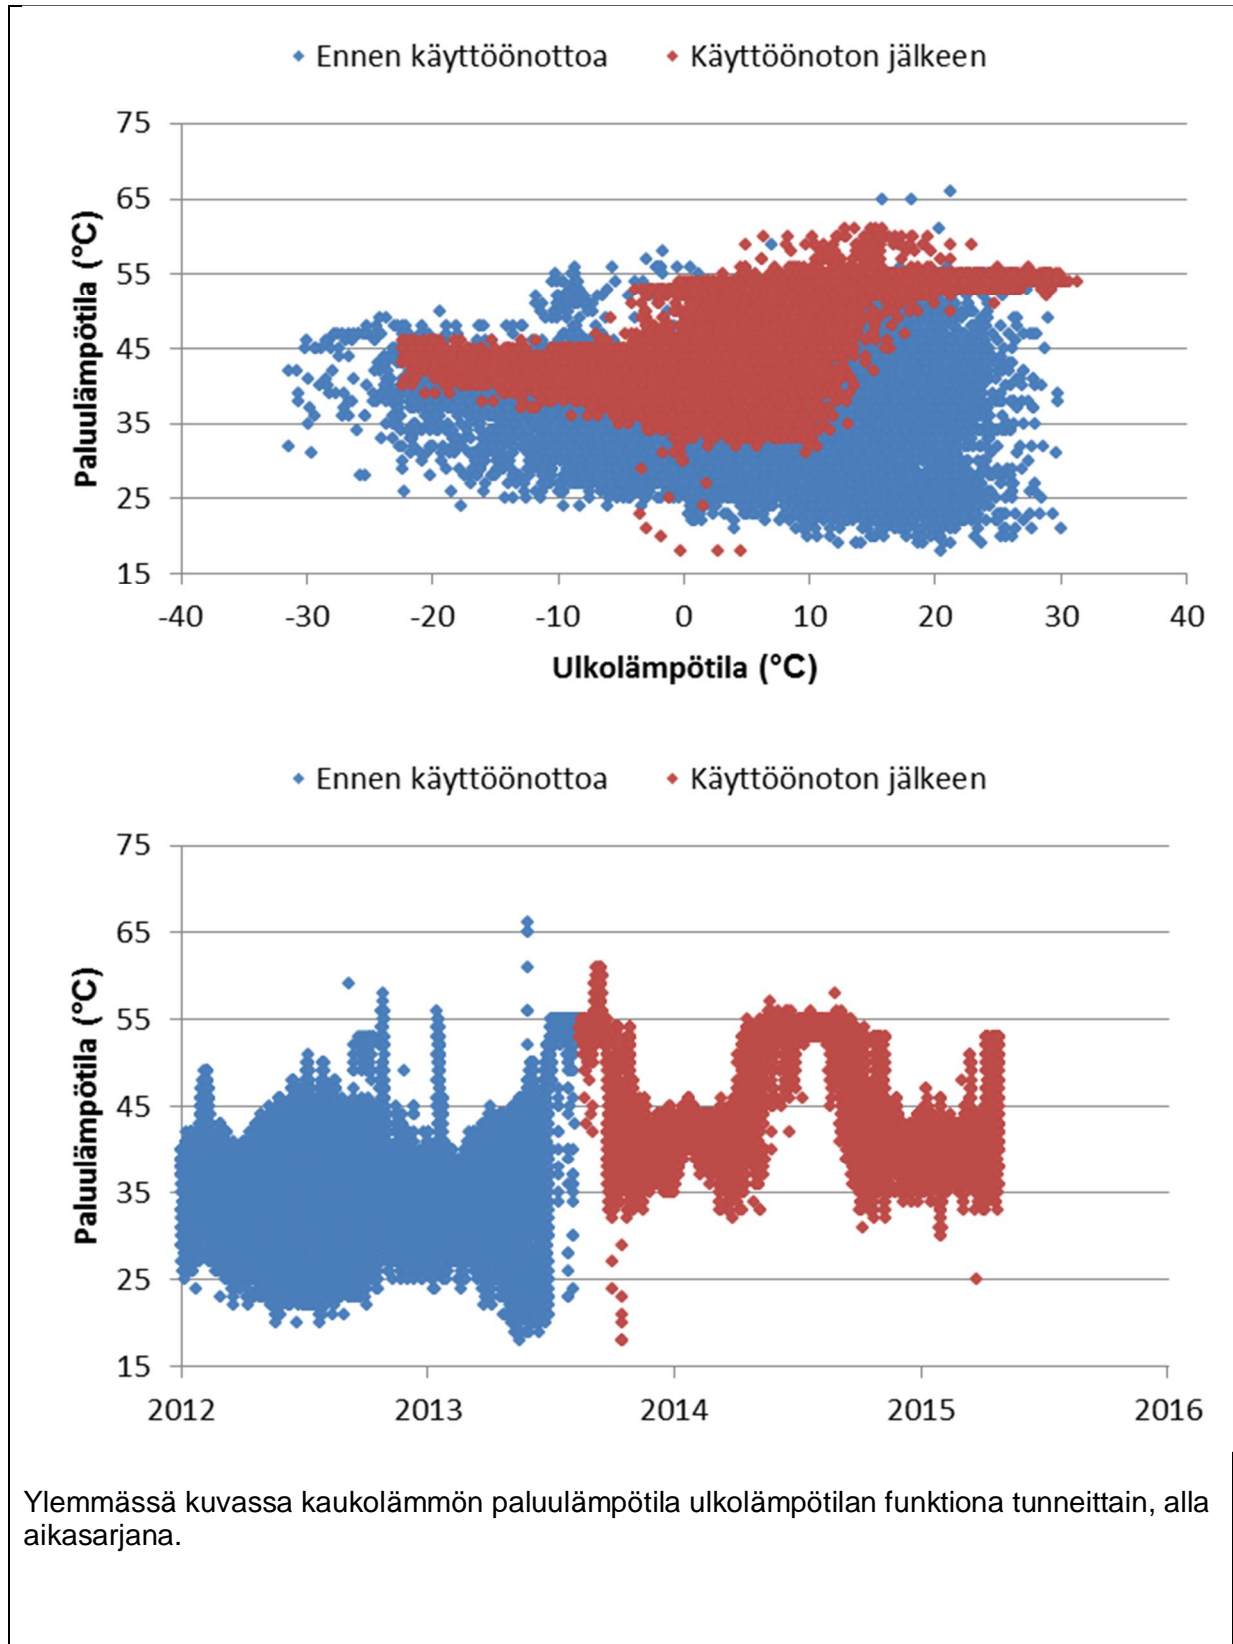 Ennen käyttöönottoa Käyttöönoton jälkeen
75
65
55
45
35
25
15
Paluulämpötila (°C)
-40 -30 -20 -10 0 10 20 30 40
Ulkolämpötila (°C)
Ennen käyttöönottoa Käyttöönoton jälkeen
75
65
55
45
35
25
15
Paluulämpötila (°C)
2012 2013 2014 2015 2016
Ylemmässä kuvassa kaukolämmön paluulämpötila ulkolämpötilan funktiona tunneittain, alla
aikasarjana.